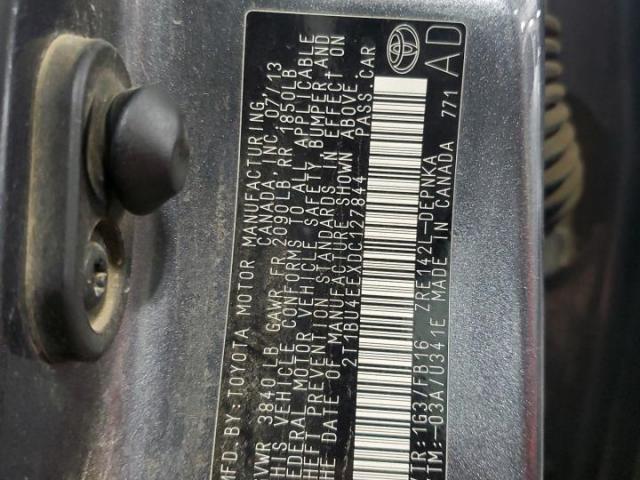 MFD. BY: TOYOTA MOTOR MANUFACTURING
CANADA, INC. 07/13
GVWR 3840 LB GAWR FR 2090LB RR 1850LB
THIS VEHICLE CONFORMS TO ALL APPLICABLE
FEDERAL MOTOR VEHICLE SAFETY, BUMPER AND
THEFT PREVENTION STANDARDS IN EFFECT ON
THE DATE OF MANUFACTURE SHOWN ABOVE.
2T1BU4EEXDC127844 PASS. CAR
C/TR: 1G3/FB16 ZRE142L-DEPNKA
A/TM: -03A/U341E MADE IN CANADA 771
AD